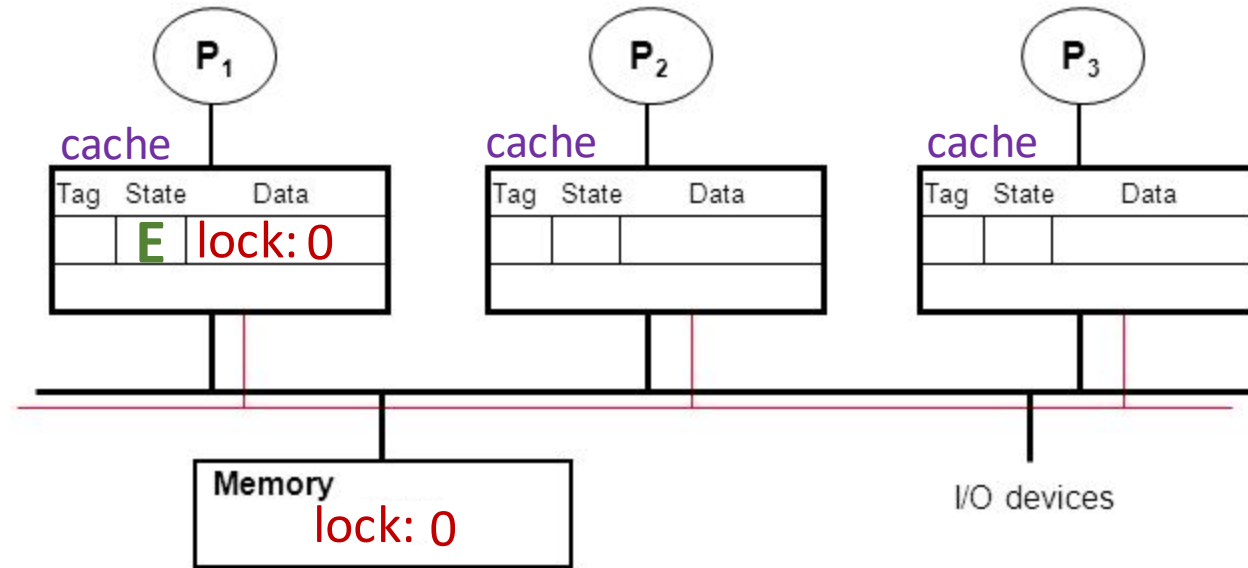 P1 P2 P3
cache cache cache
Tag State Data Tag State Data Tag State Data
E lock: 0
Memory
lock: 0
I/O devices